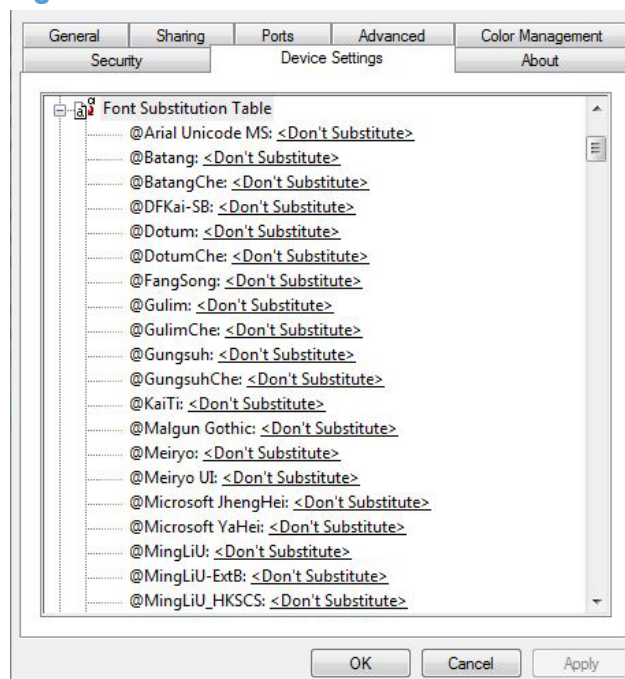 General Sharing Ports Advanced Color Management
Security Device Settings About
Font Substitution Table
@Arial Unicode MS: <Don't Substitute>
@Batang: <Don't Substitute>
@BatangChe: <Don't Substitute>
@DFKai-SB: <Don't Substitute>
@Dotum: <Don't Substitute>
@DotumChe: <Don't Substitute>
@FangSong: <Don't Substitute>
@Gulim: <Don't Substitute>
@GulimChe: <Don't Substitute>
@Gungsuh: <Don't Substitute>
@GungsuhChe: <Don't Substitute>
@KaiTi: <Don't Substitute>
@Malgun Gothic: <Don't Substitute>
@Meiryo: <Don't Substitute>
@Meiryo UI: <Don't Substitute>
@Microsoft JhengHei: <Don't Substitute>
@Microsoft YaHei: <Don't Substitute>
@MingLiU: <Don't Substitute>
@MingLiU-ExtB: <Don't Substitute>
@MingLiU_HKSCS: <Don't Substitute>
OK Cancel Apply